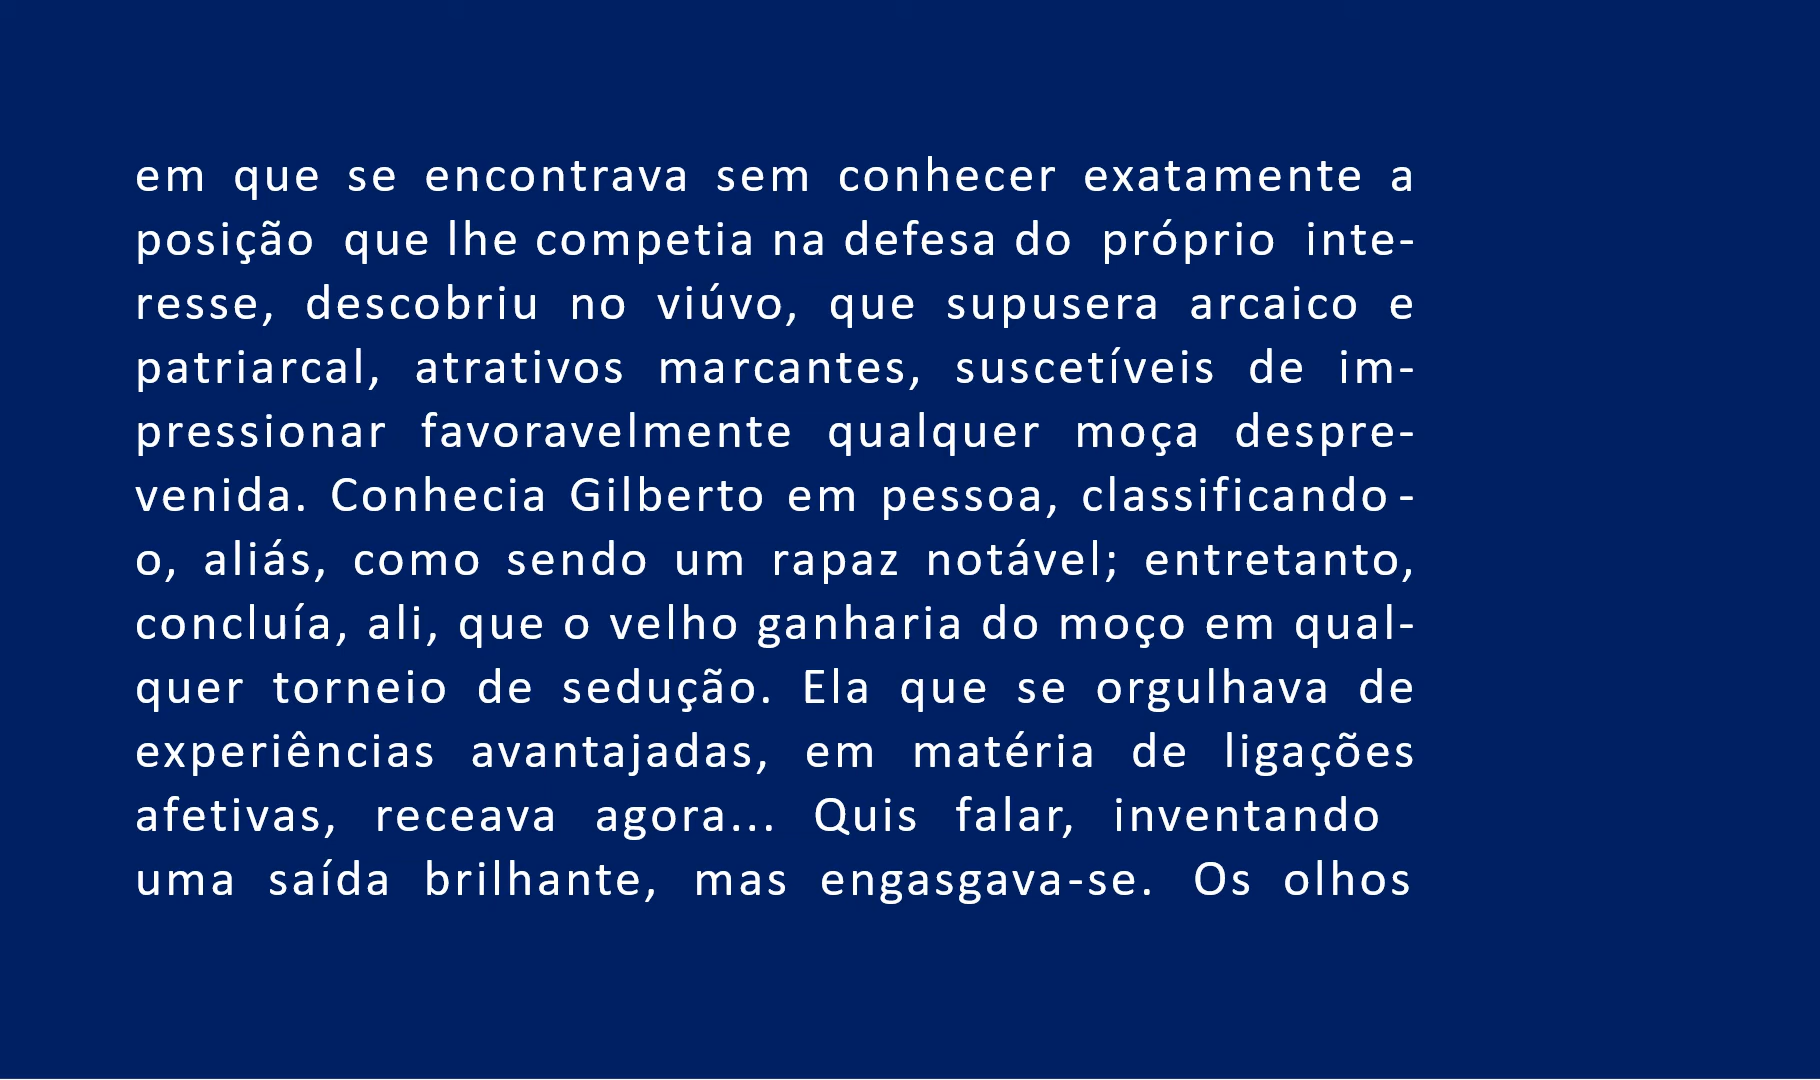 em que se encontrava sem conhecer exatamente a
posição que lhe competia na defesa do próprio inte-
resse, descobriu no viúvo, que supusera arcaico e
patriarcal, atrativos marcantes, suscetíveis de im-
pressionar favoravelmente qualquer moça despre-
venida. Conhecia Gilberto em pessoa, classificando-
o, aliás, como sendo um rapaz notável; entretanto,
concluía, ali, que o velho ganharia do moço em qual-
quer torneio de sedução. Ela que se orgulhava de
experiências avantajadas, em matéria de ligações
afetivas, receava agora... Quis falar, inventando
uma saída brilhante, mas engasgava-se. Os olhos